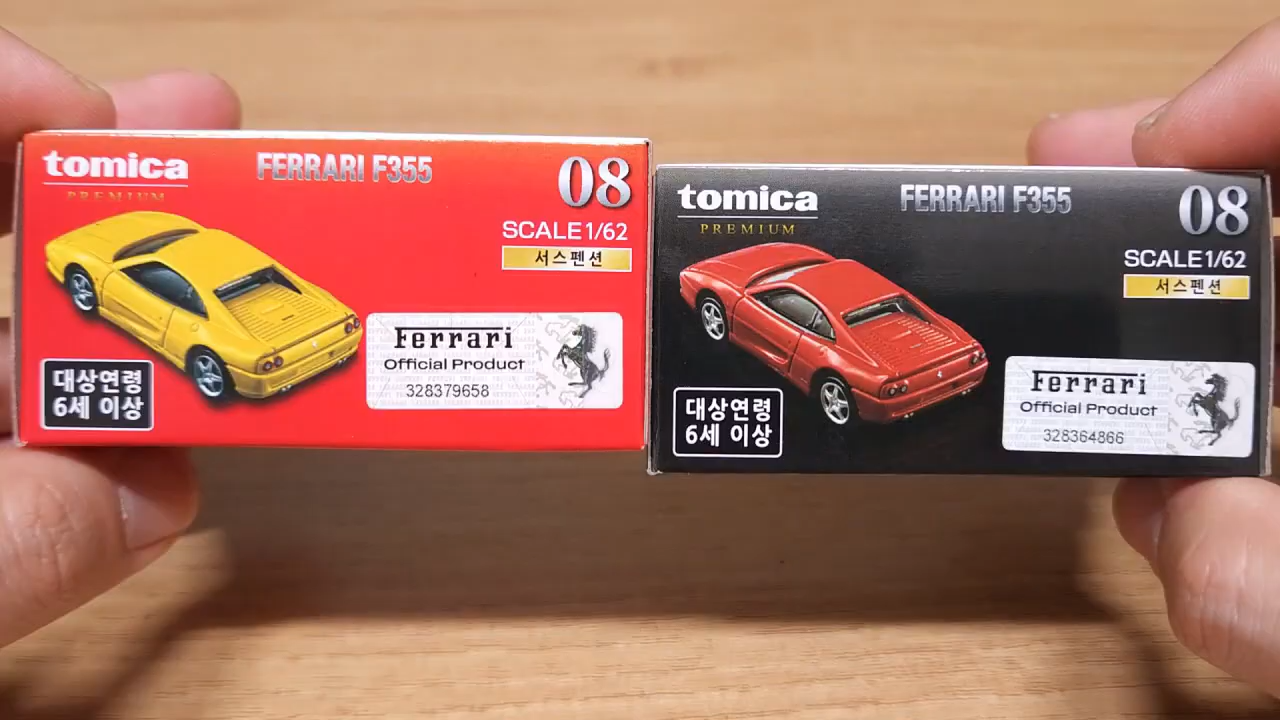 tomica
PREMIUM
FERRARI F355
08
SCALE 1/62
서스펜션
Ferrari
Official Product
328379658
대상연령
6세 이상
tomica
PREMIUM
FERRARI F355
08
SCALE 1/62
서스펜션
Ferrari
Official Product
328364866
대상연령
6세 이상